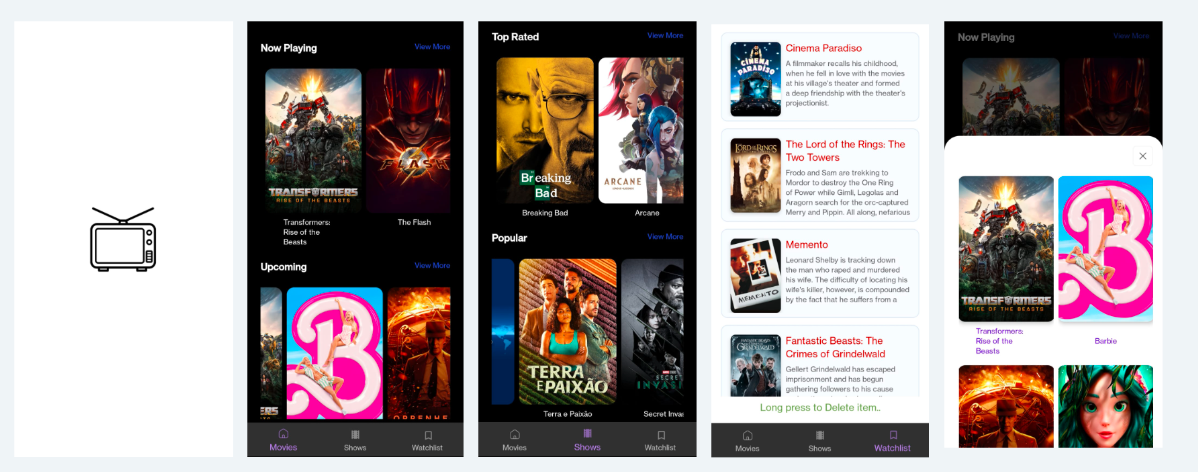 Now Playing
View More
TRANSFORMERS
RISE OF THE BEASTS
FLASH
Transformers:
Rise of the
Beasts
The Flash
Upcoming
View More
B
Movies
Shows
Watchlist
Top Rated
View More
Breaking
Bad
ARCANE
Breaking Bad
Arcane
Popular
View More
TERRA
E PAIXÃO
SECRE
INVAS
Terra e Paixão
Secret Invas
Movies
Shows
Watchlist
CINEMA
PARADISO
Cinema Paradiso
A filmmaker recalls his childhood,
when he fell in love with the movies
at his village's theater and formed
a deep friendship with the theater's
projectionist.
The Lord of the Rings: The
Two Towers
Frodo and Sam are trekking to
Mordor to destroy the One Ring
of Power while Gimli, Legolas and
Aragorn search for the orc-captured
Merry and Pippin. All along, nefarious
MEMENTO
Memento
Leonard Shelby is tracking down
the man who raped and murdered
his wife. The difficulty of locating his
wife's killer, however, is compounded
by the fact that he suffers from a
Fantastic Beasts: The
Crimes of Grindelwald
Gellert Grindelwald has escaped
imprisonment and has begun
gathering followers to his cause
Long press to Delete item..
Movies
Shows
Watchlist
Now Playing
View More
TRANSFORMERS
RISE OF THE BEASTS
B
Transformers:
Rise of the
Beasts
Barbie